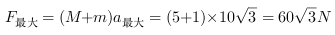 F最大 = (M+m)a最大 = (5+1)×10√3 = 60√3N